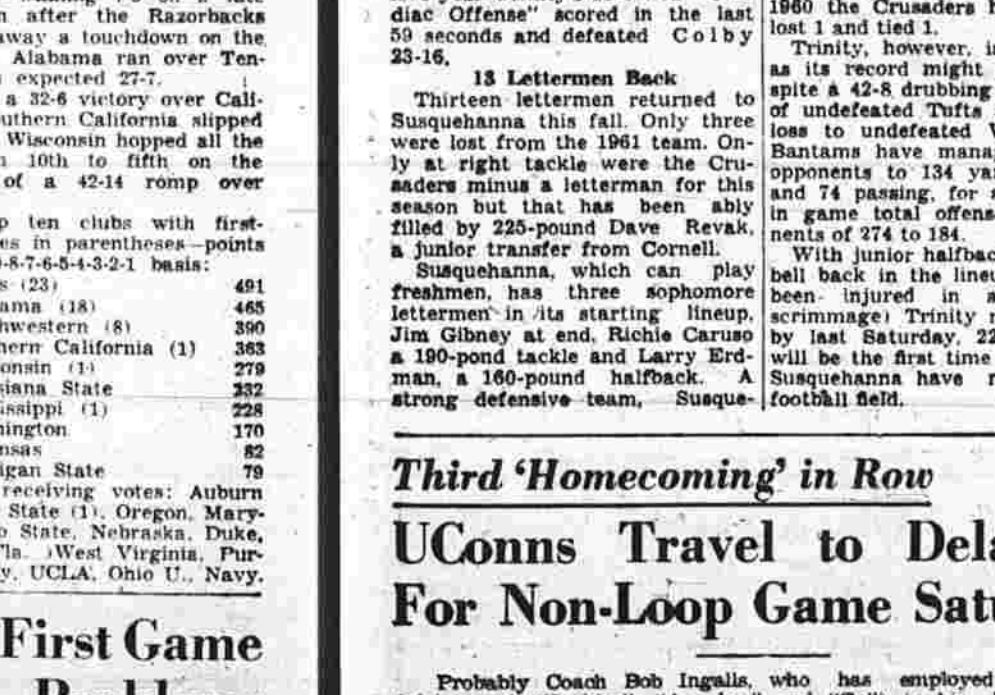 after the Razorbacks
away a touchdown on the
Alabama ran over Ten-
expected 27-7.
a 32-6 victory over Cali-
uthern California slipped
Wisconsin hopped all the
10th to fifth on the
of a 42-14 romp over
p ten clubs with first-
es in parentheses—points
-8-7-6-5-4-3-2-1 basis:
s (23) 491
ama (18) 465
hwestern (8) 390
hern California (1) 363
onsin (1) 279
siana State 232
issippi (1) 228
hington 170
nsas 82
igan State 79
receiving votes: Auburn
State (1), Oregon, Mary-
State, Nebraska, Duke,
West Virginia, Pur-
y, UCLA, Ohio U., Navy.
First Game
diac Offense" scored in the last
59 seconds and defeated Colby
23-16.
13 Lettermen Back
Thirteen lettermen returned to
Susquehanna this fall. Only three
were lost from the 1961 team. On-
ly at right tackle were the Cru-
saders minus a letterman for this
season but that has been ably
filled by 225-pound Dave Revak,
a junior transfer from Cornell.
Susquehanna, which can play
freshmen, has three sophomore
lettermen in its starting lineup,
Jim Gibney at end, Richie Caruso
a 190-pond tackle and Larry Erd-
man, a 160-pound halfback. A
strong defensive team, Susque-
1960 the Crusaders h
lost 1 and tied 1.
Trinity, however, i
as its record might
spite a 42-8 drubbing
of undefeated Tufts
loss to undefeated
Bantams have mana
opponents to 134 ya
and 74 passing, for
in game total offens
nents of 274 to 184.
With junior halfbac
bell back in the lineu
been injured in a
scrimmage) Trinity
by last Saturday, 22
will be the first time
Susquehanna have
football field.
Third 'Homecoming' in Row
UConns Travel to Dela
For Non-Loop Game Satu
Probably Coach Bob Ingalls, who has employed